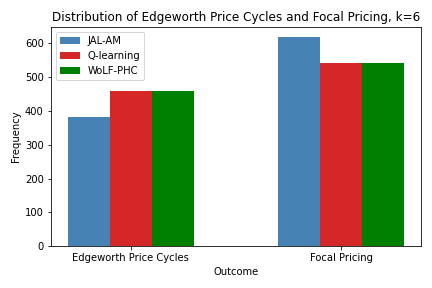 Distribution of Edgeworth Price Cycles and Focal Pricing, k=6
JAL-AM
Q-learning
WoLF-PHC
600
500
400
300
200
100
0
Frequency
Edgeworth Price Cycles
Focal Pricing
Outcome